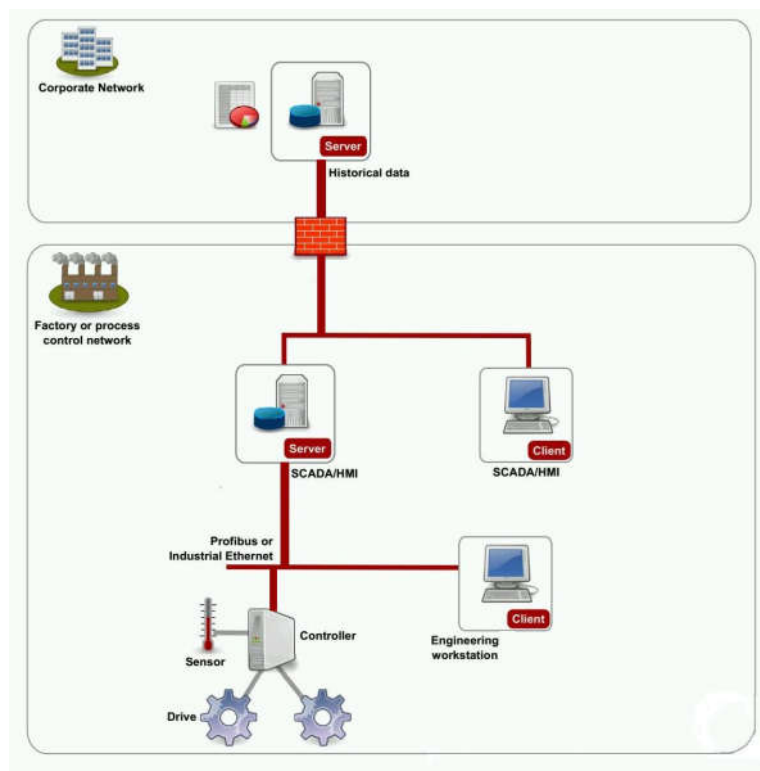 Corporate Network
Server
Historical data
Factory or process
control network
Server
SCADA/HMI
Client
SCADA/HMI
Profibus or
Industrial Ethernet
Client
Engineering
workstation
Controller
Sensor
Drive